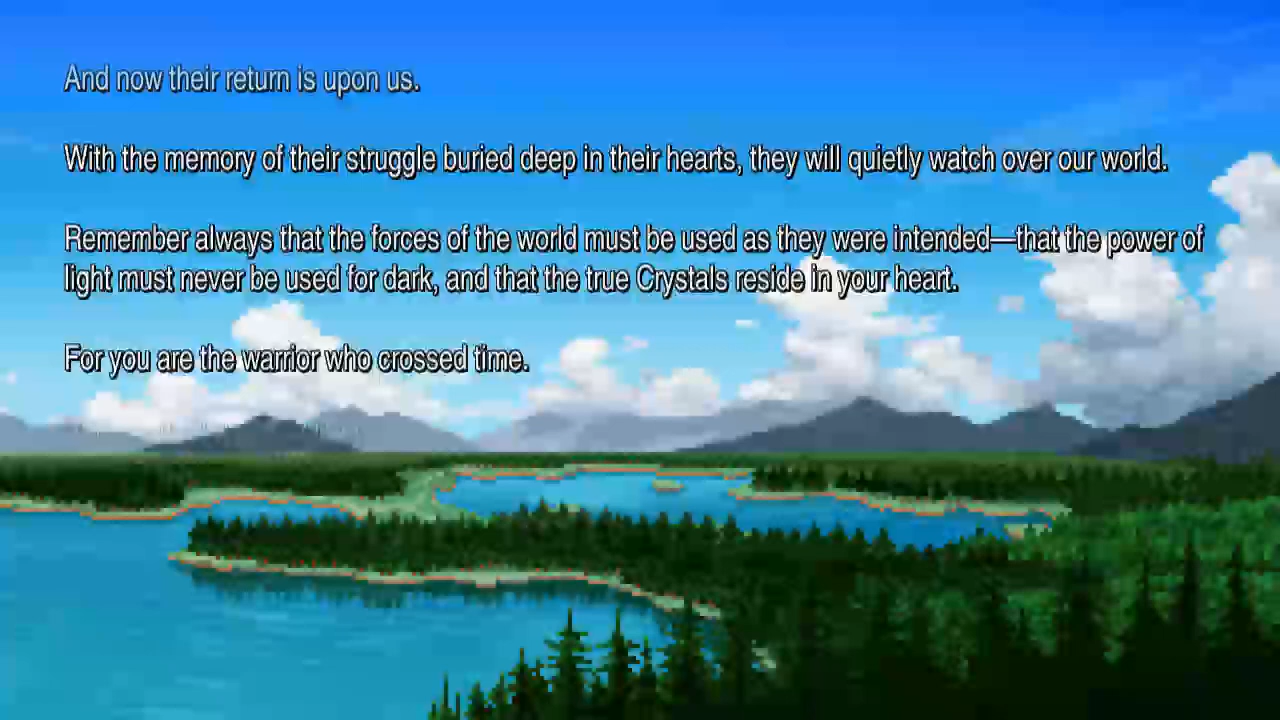 And now their return is upon us.
With the memory of their struggle buried deep in their hearts, they will quietly watch over our world.
Remember always that the forces of the world must be used as they were intended—that the power of
light must never be used for dark, and that the true Crystals reside in your heart.
For you are the warrior who crossed time.